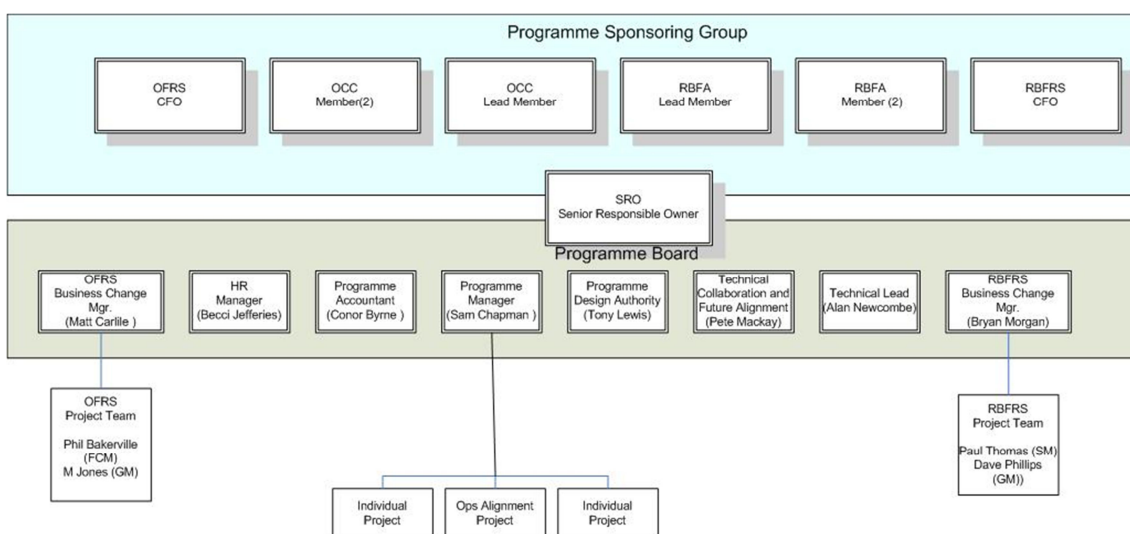 Programme Sponsoring Group
OFRS
CFO
OCC
Member(2)
OCC
Lead Member
RBFA
Lead Member
RBFA
Member (2)
RBFRS
CFO
SRO
Senior Responsible Owner
Programme Board
OFRS
Business Change
Mgr.
(Matt Carlile )
HR
Manager
(Becci Jefferies)
Programme
Accountant
(Conor Byrne )
Programme
Manager
(Sam Chapman )
Programme
Design Authority
(Tony Lewis)
Technical
Collaboration and
Future Alignment
(Pete Mackay)
Technical Lead
(Alan Newcombe)
RBFRS
Business Change
Mgr.
(Bryan Morgan)
OFRS
Project Team
Phil Bakerville
(FCM)
M Jones (GM)
RBFRS
Project Team
Paul Thomas (SM)
Dave Phillips
(GM))
Individual
Project
Ops Alignment
Project
Individual
Project